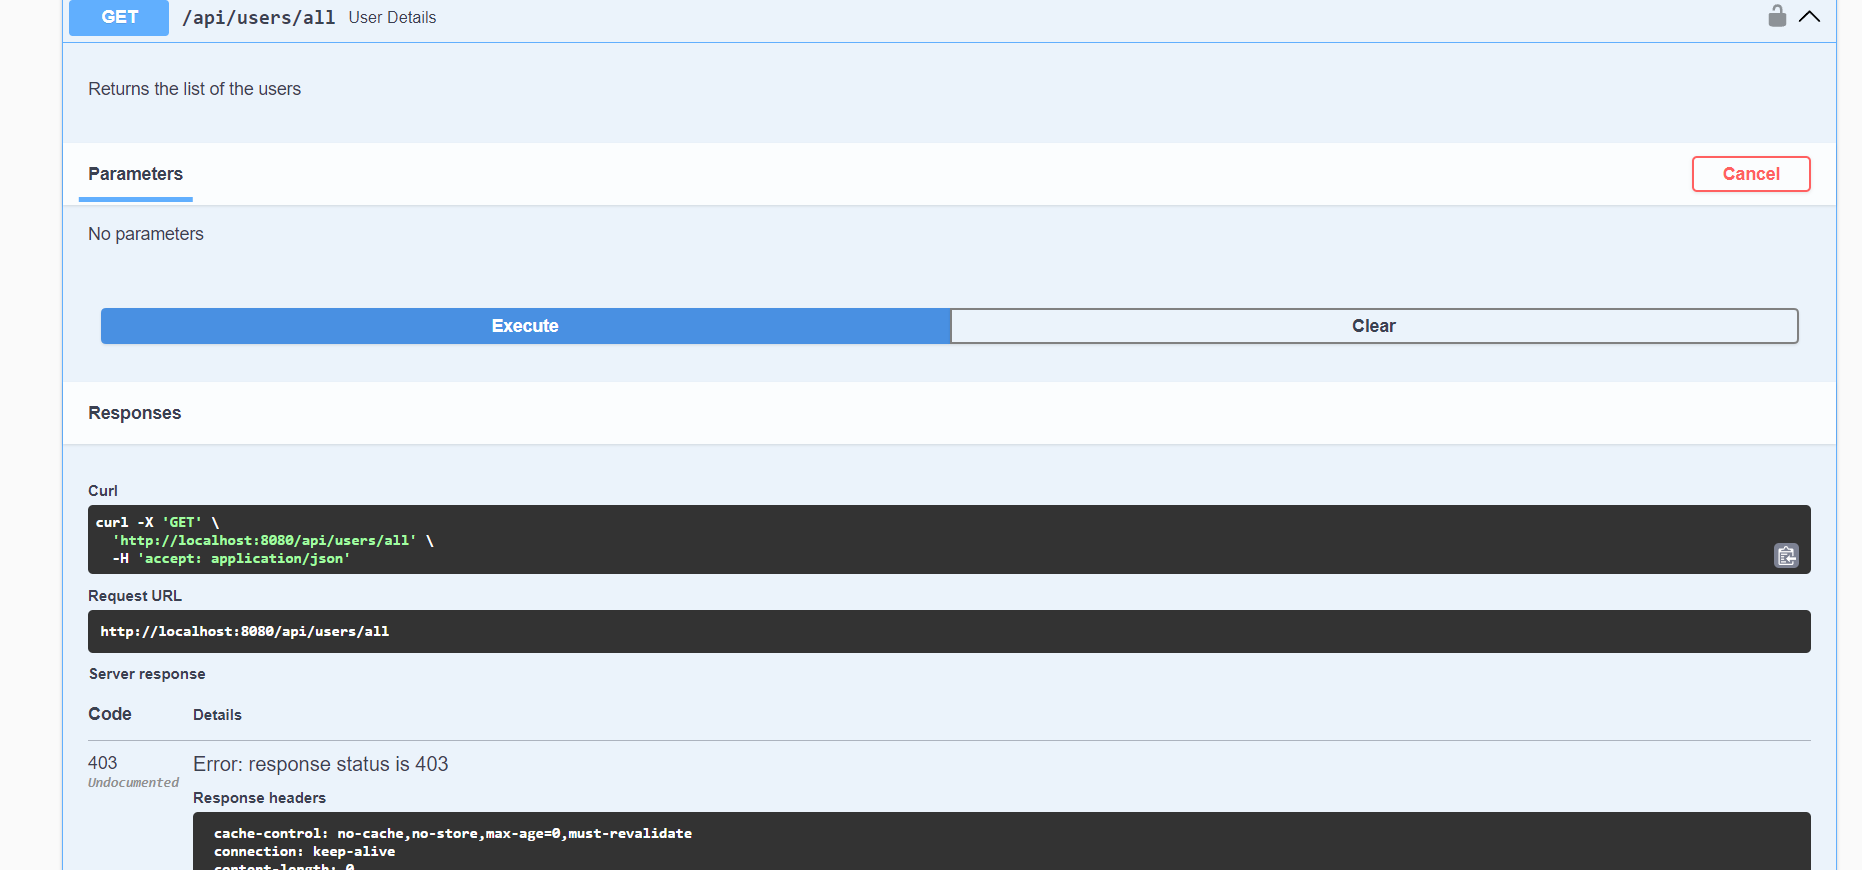 GET /api/users/all User Details
Returns the list of the users
Parameters Cancel
No parameters
Execute Clear
Responses
Curl
curl -X 'GET' \
'http://localhost:8080/api/users/all' \
-H 'accept: application/json'
Request URL
http://localhost:8080/api/users/all
Server response
Code Details
403 Error: response status is 403
Undocumented
Response headers
cache-control: no-cache,no-store,max-age=0,must-revalidate
connection: keep-alive
content-length: 0